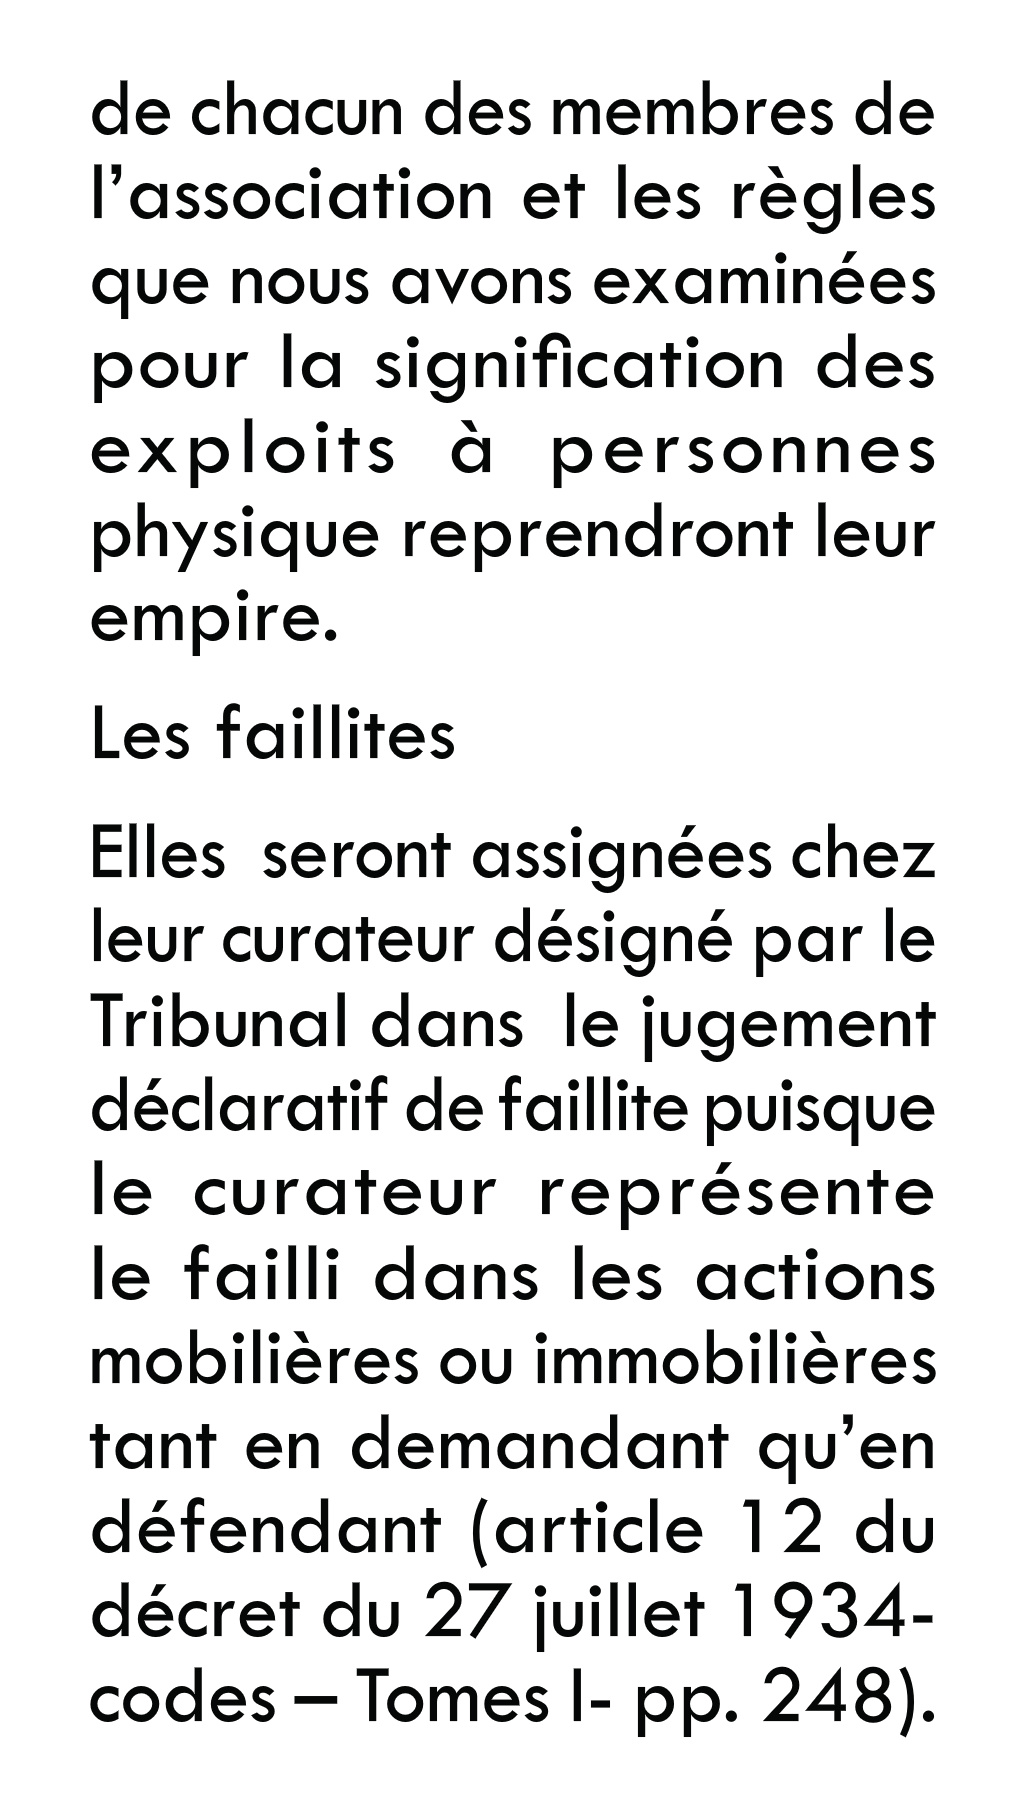 de chacun des membres de
l’association et les règles
que nous avons examinées
pour la signification des
exploits à personnes
physique reprendront leur
empire.
Les faillites
Elles seront assignées chez
leur curateur désigné par le
Tribunal dans le jugement
déclaratif de faillite puisque
le curateur représente
le failli dans les actions
mobilières ou immobilières
tant en demandant qu’en
défendant (article 12 du
décret du 27 juillet 1934-
codes – Tomes I- pp. 248).